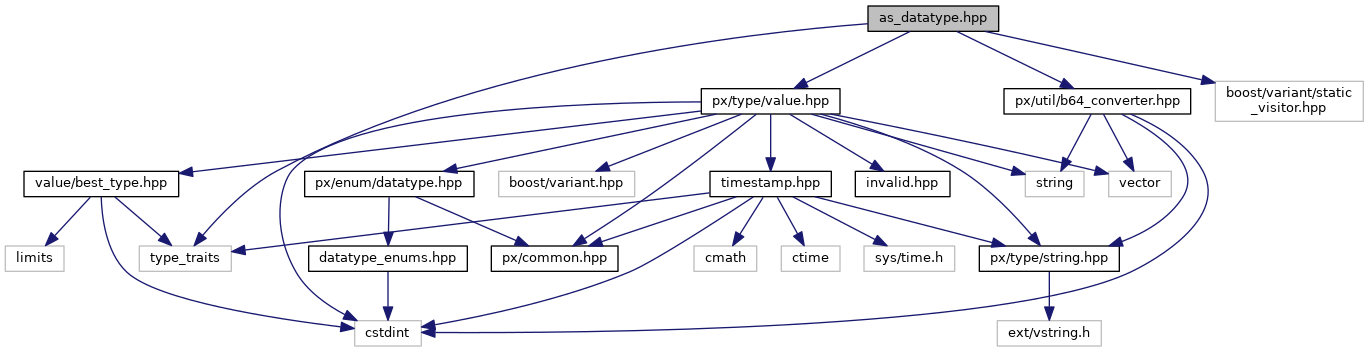 as_datatype.hpp
px/type/value.hpp
px/util/b64_converter.hpp
boost/variant/static
_visitor.hpp
value/best_type.hpp
px/enum/datatype.hpp
boost/variant.hpp
timestamp.hpp
invalid.hpp
string
vector
limits
type_traits
datatype_enums.hpp
px/common.hpp
cmath
ctime
sys/time.h
px/type/string.hpp
cstdint
ext/vstring.h